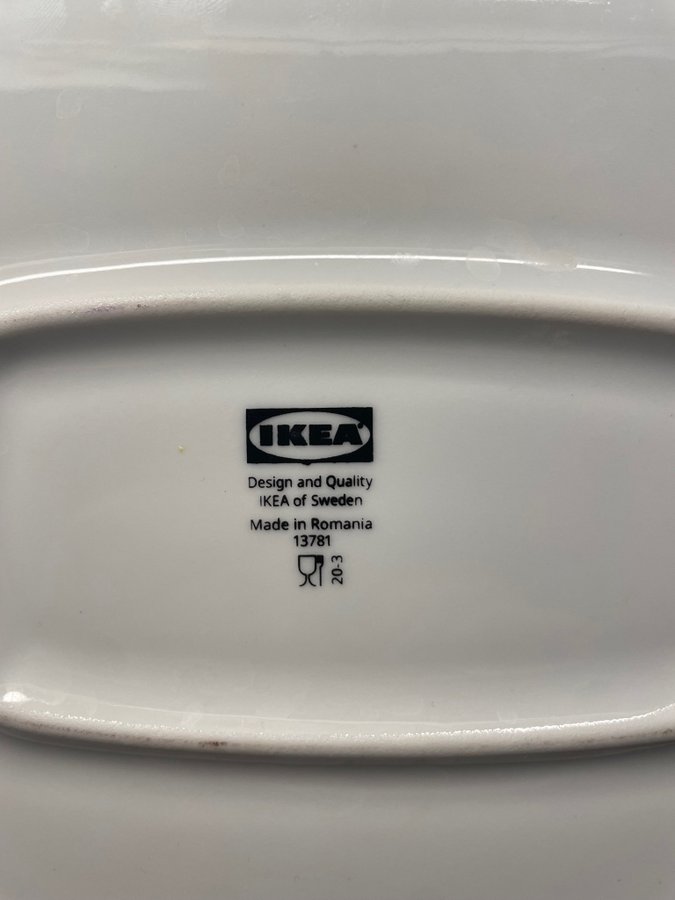 IKEA®
Design and Quality
IKEA of Sweden
Made in Romania
13781
20-3